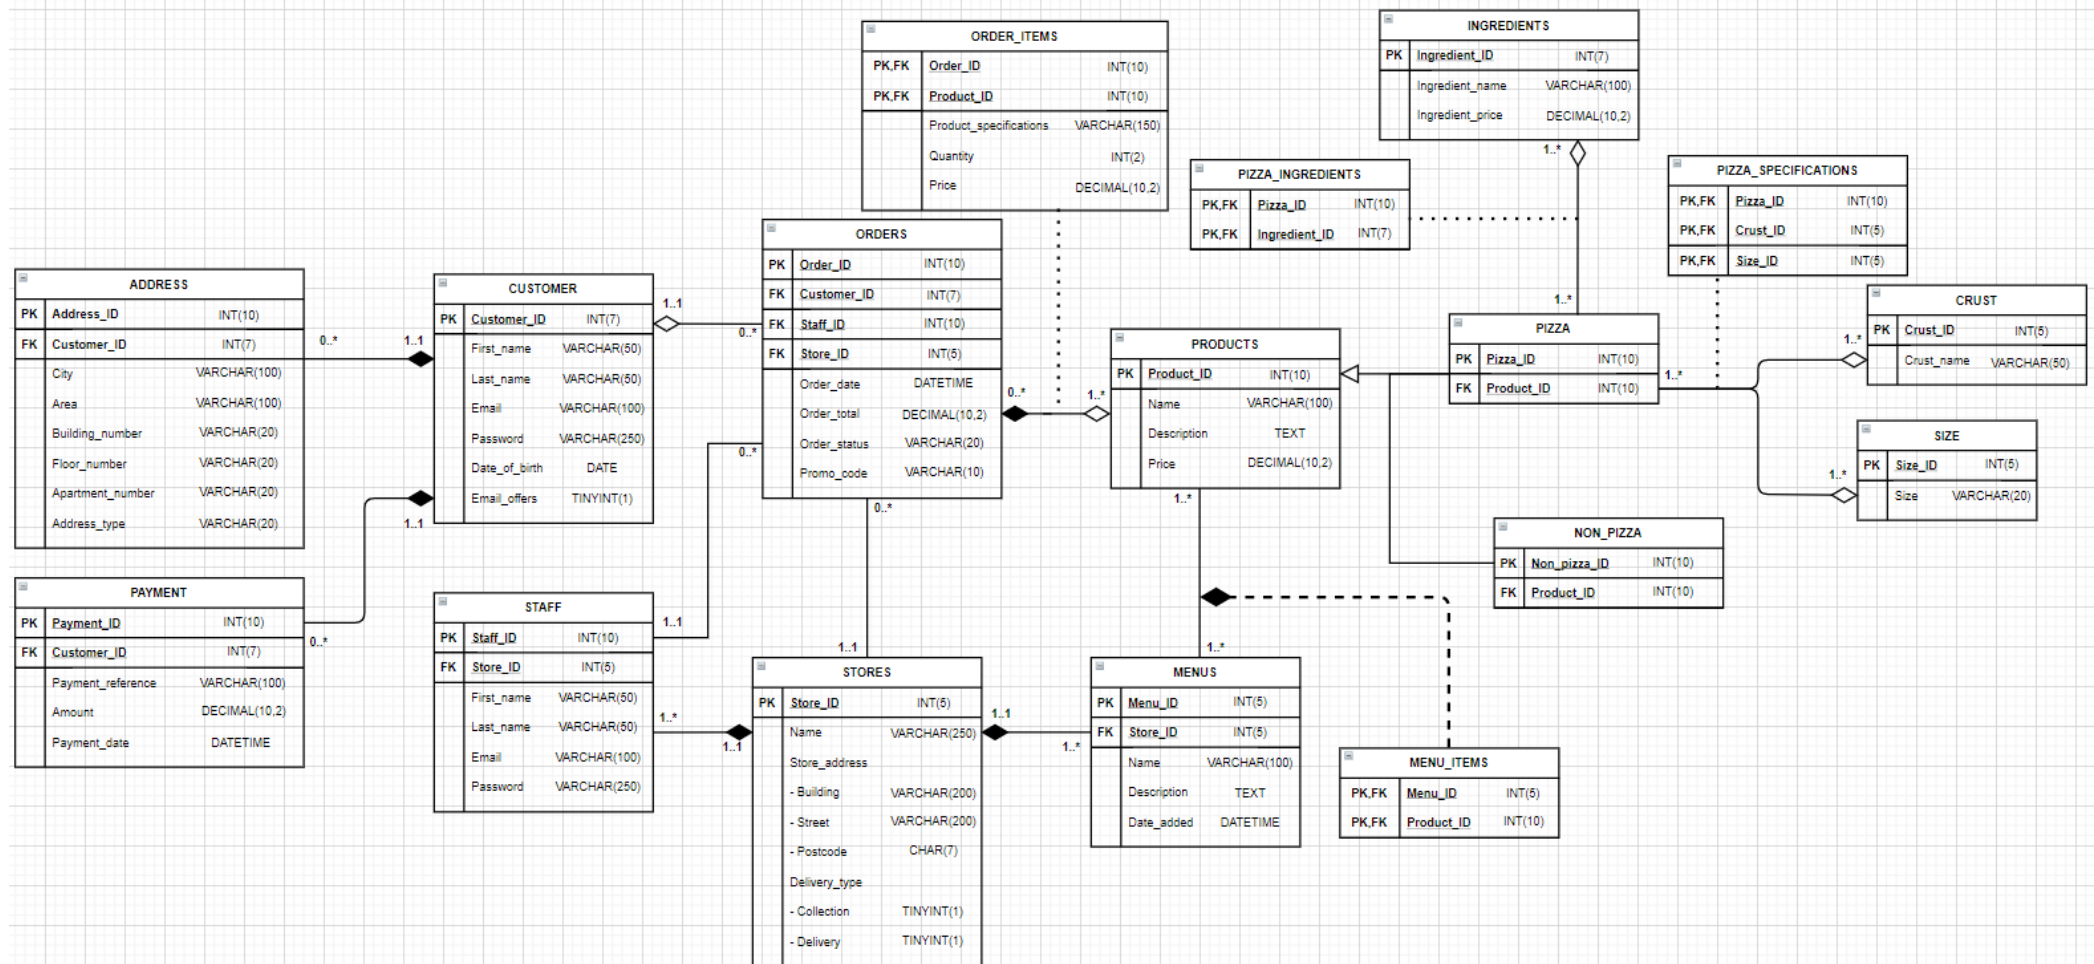 ORDER_ITEMS
PK,FK Order_ID INT(10)
PK,FK Product_ID INT(10)
Product_specifications VARCHAR(150)
Quantity INT(2)
Price DECIMAL(10,2)
INGREDIENTS
PK Ingredient_ID INT(7)
Ingredient_name VARCHAR(100)
Ingredient_price DECIMAL(10,2)
1..*
1..*
PIZZA_INGREDIENTS
PK,FK Pizza_ID INT(10)
PK,FK Ingredient_ID INT(7)
PIZZA_SPECIFICATIONS
PK,FK Pizza_ID INT(10)
PK,FK Crust_ID INT(5)
PK,FK Size_ID INT(5)
ADDRESS
PK Address_ID INT(10)
FK Customer_ID INT(7)
City VARCHAR(100)
Area VARCHAR(100)
Building_number VARCHAR(20)
Floor_number VARCHAR(20)
Apartment_number VARCHAR(20)
Address_type VARCHAR(20)
0..*
1..1
CUSTOMER
PK Customer_ID INT(7)
First_name VARCHAR(50)
Last_name VARCHAR(50)
Email VARCHAR(100)
Password VARCHAR(250)
Date_of_birth DATE
Email_offers TINYINT(1)
1..1
0..*
ORDERS
PK Order_ID INT(10)
FK Customer_ID INT(7)
FK Staff_ID INT(10)
FK Store_ID INT(5)
Order_date DATETIME
Order_total DECIMAL(10,2)
Order_status VARCHAR(20)
Promo_code VARCHAR(10)
0..*
1..*
0..*
0..*
PRODUCTS
PK Product_ID INT(10)
Name VARCHAR(100)
Description TEXT
Price DECIMAL(10,2)
1..*
PIZZA
PK Pizza_ID INT(10)
FK Product_ID INT(10)
1..*
CRUST
PK Crust_ID INT(5)
Crust_name VARCHAR(50)
1..*
SIZE
PK Size_ID INT(5)
Size VARCHAR(20)
1..*
NON_PIZZA
PK Non_pizza_ID INT(10)
FK Product_ID INT(10)
1..1
PAYMENT
PK Payment_ID INT(10)
FK Customer_ID INT(7)
Payment_reference VARCHAR(100)
Amount DECIMAL(10,2)
Payment_date DATETIME
0..*
STAFF
PK Staff_ID INT(10)
FK Store_ID INT(5)
First_name VARCHAR(50)
Last_name VARCHAR(50)
Email VARCHAR(100)
Password VARCHAR(250)
1..1
1..*
1..1
1..1
STORES
PK Store_ID INT(5)
Name VARCHAR(250)
Store_address
- Building VARCHAR(200)
- Street VARCHAR(200)
- Postcode CHAR(7)
Delivery_type
- Collection TINYINT(1)
- Delivery TINYINT(1)
1..1
1..*
1..*
MENUS
PK Menu_ID INT(5)
FK Store_ID INT(5)
Name VARCHAR(100)
Description TEXT
Date_added DATETIME
MENU_ITEMS
PK,FK Menu_ID INT(5)
PK,FK Product_ID INT(10)